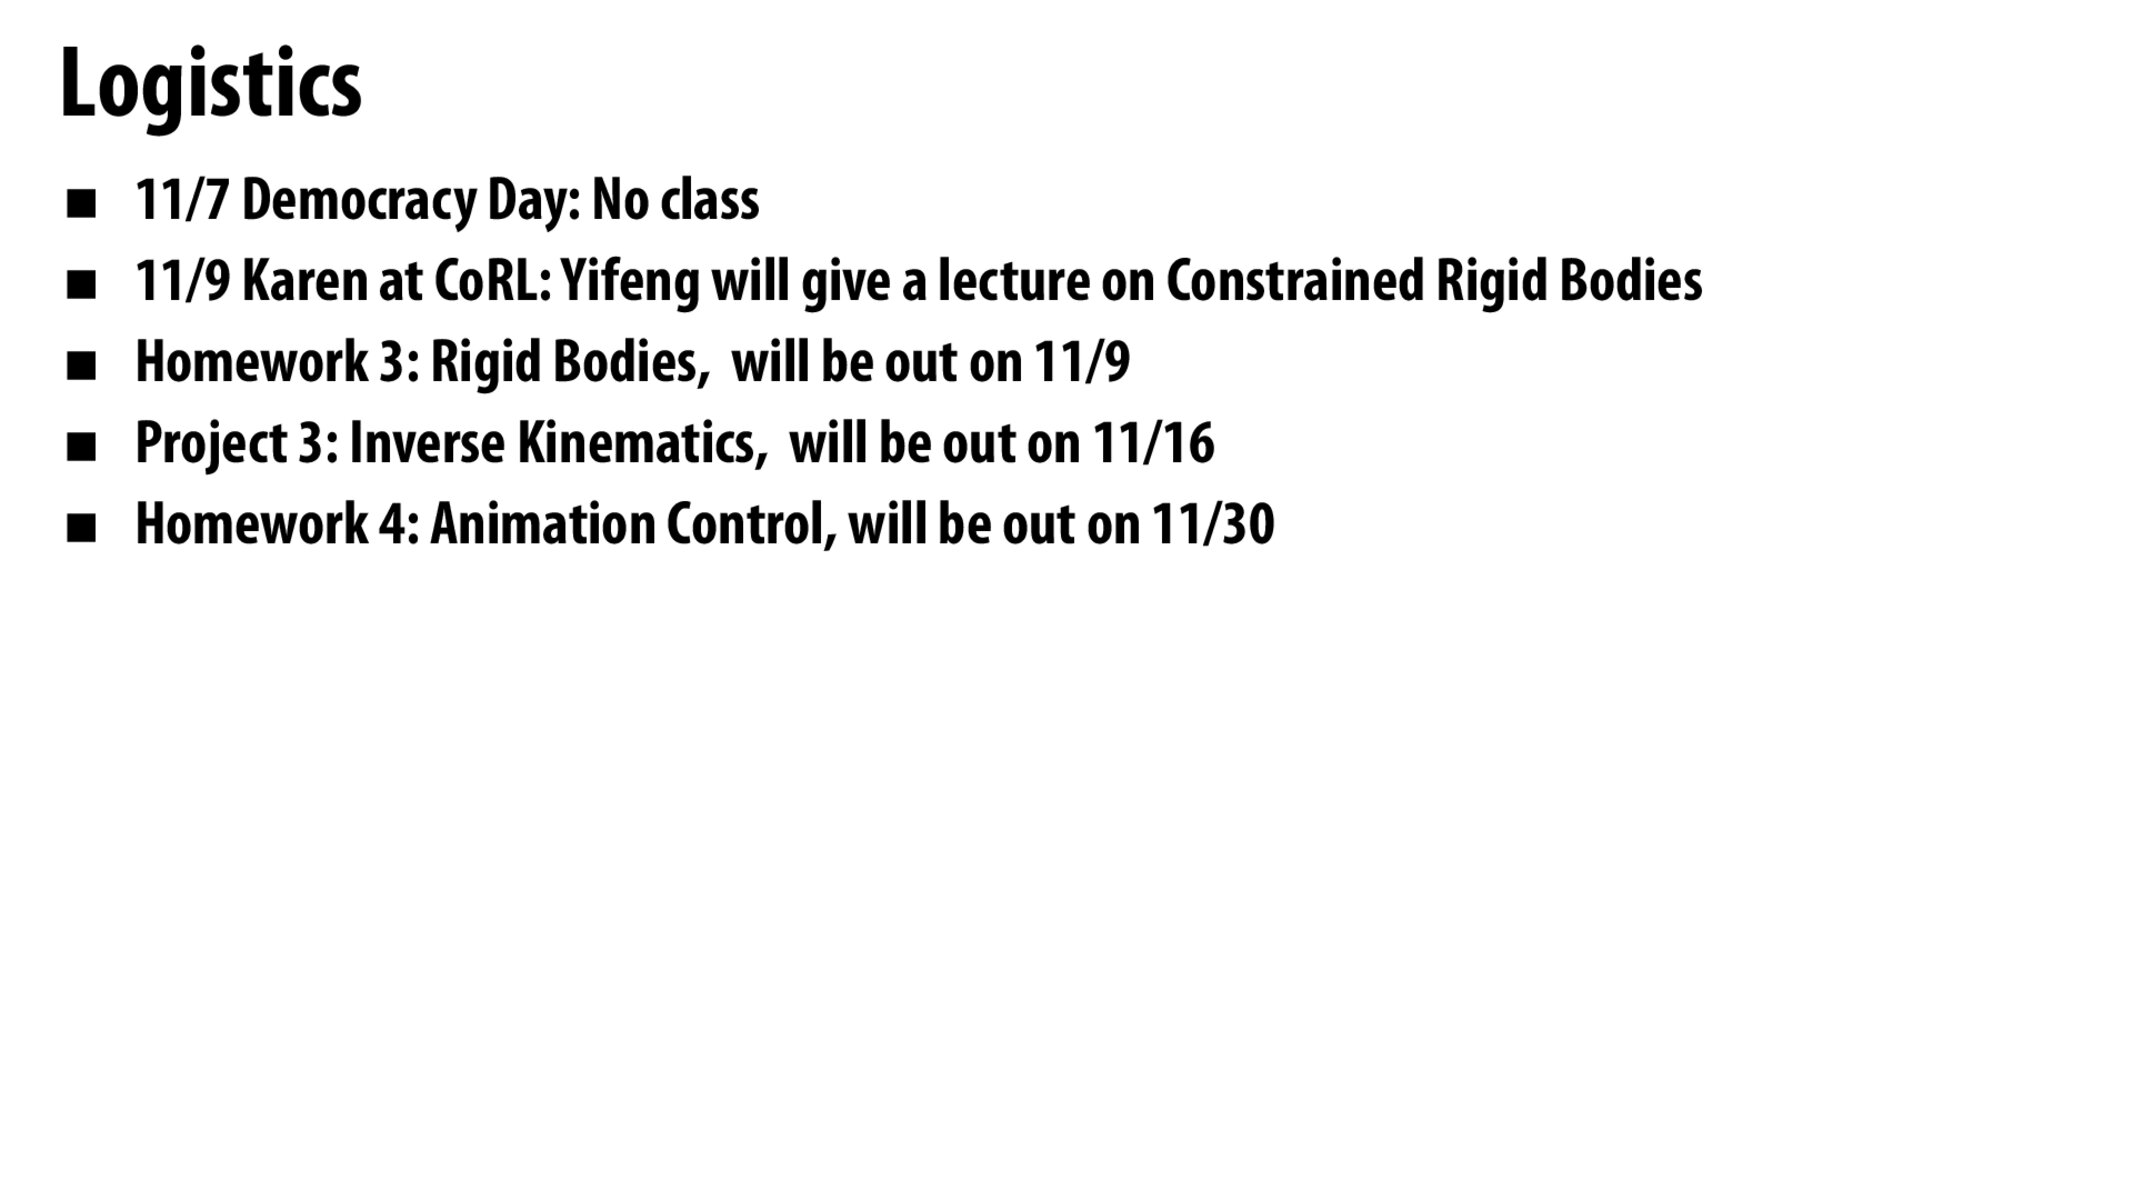 Logistics
■ 11/7 Democracy Day: No class
■ 11/9 Karen at CoRL: Yifeng will give a lecture on Constrained Rigid Bodies
■ Homework 3: Rigid Bodies,  will be out on 11/9
■ Project 3: Inverse Kinematics,  will be out on 11/16
■ Homework 4: Animation Control, will be out on 11/30